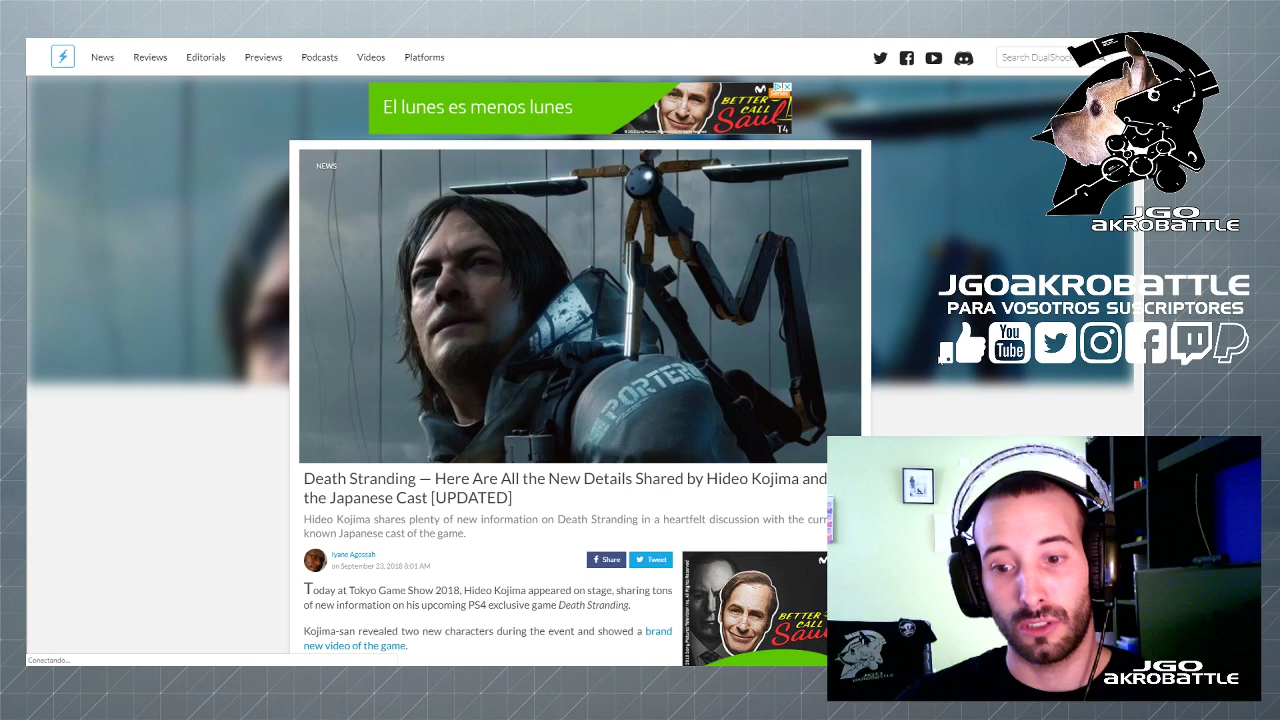 News Reviews Editorials Previews Podcasts Videos Platforms
El lunes es menos lunes
BETTER
CALL
Saul
T4
NEWS
PORTER
JGO
AKROBATTLE
JGOAKROBATTLE
PARA VOSOTROS SUSCRIPTORES
You
Tube
Death Stranding — Here Are All the New Details Shared by Hideo Kojima and
the Japanese Cast [UPDATED]
Hideo Kojima shares plenty of new information on Death Stranding in a heartfelt discussion with the curr
known Japanese cast of the game.
Iyane Agossah
on September 23, 2018 8:01 AM
Share Tweet
Today at Tokyo Game Show 2018, Hideo Kojima appeared on stage, sharing tons
of new information on his upcoming PS4 exclusive game Death Stranding.
Kojima-san revealed two new characters during the event and showed a brand
new video of the game.
BETTER
CALL
Saul
Conectando...
JGO
AKROBATTLE